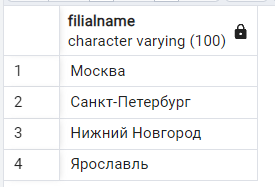 filialname
character varying (100)
1 Москва
2 Санкт-Петербург
3 Нижний Новгород
4 Ярославль